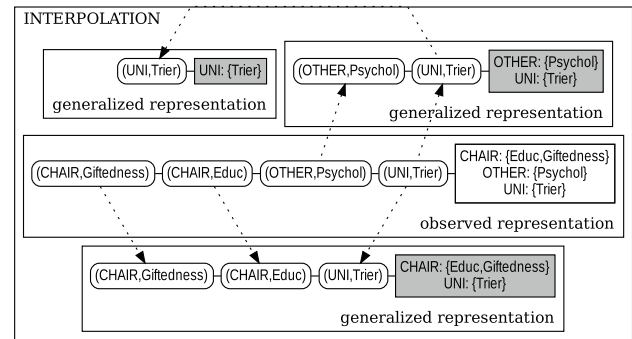 INTERPOLATION
(UNI,Trier) UNI: {Trier}
generalized representation
(OTHER,Psychol) (UNI,Trier) OTHER: {Psychol}
UNI: {Trier}
generalized representation
(CHAIR,Giftedness) (CHAIR,Educ) (OTHER,Psychol) (UNI,Trier) CHAIR: {Educ,Giftedness}
OTHER: {Psychol}
UNI: {Trier}
observed representation
(CHAIR,Giftedness) (CHAIR,Educ) (UNI,Trier) CHAIR: {Educ,Giftedness}
UNI: {Trier}
generalized representation